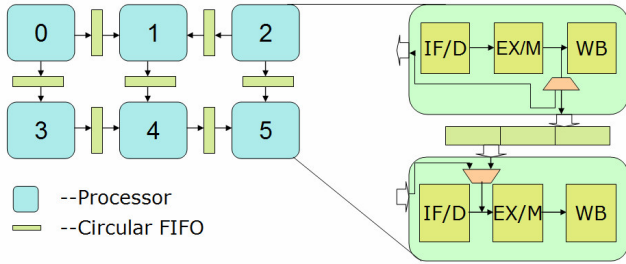 0 1 2
3 4 5
--Processor
--Circular FIFO
IF/D EX/M WB
IF/D EX/M WB